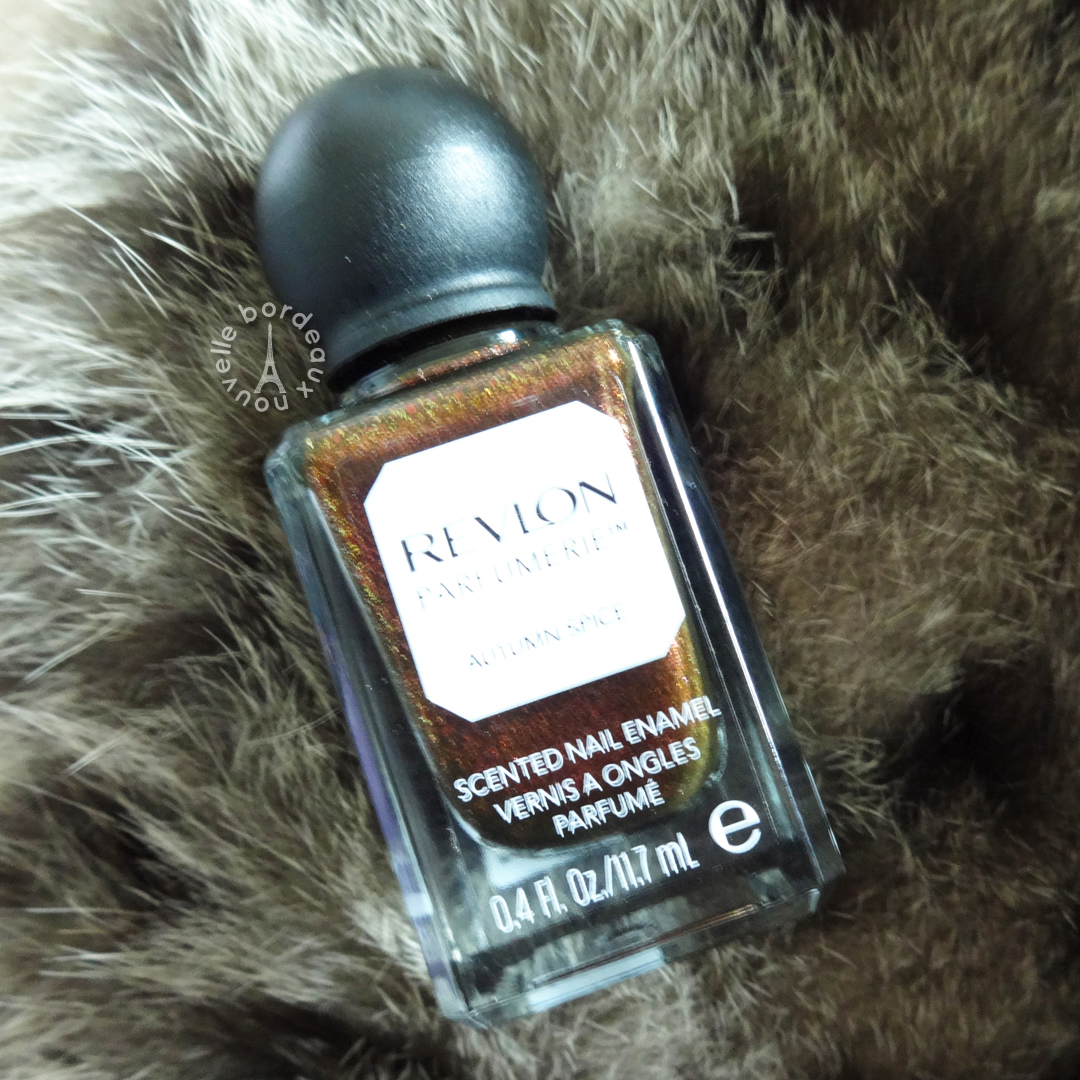 nouvelle bordeaux
REVLON
PARFUMERIE™
AUTUMN SPICE
SCENTED NAIL ENAMEL
VERNIS A ONGLES
PARFUMÉ
0.4 Fl. Oz./11.7 mL e